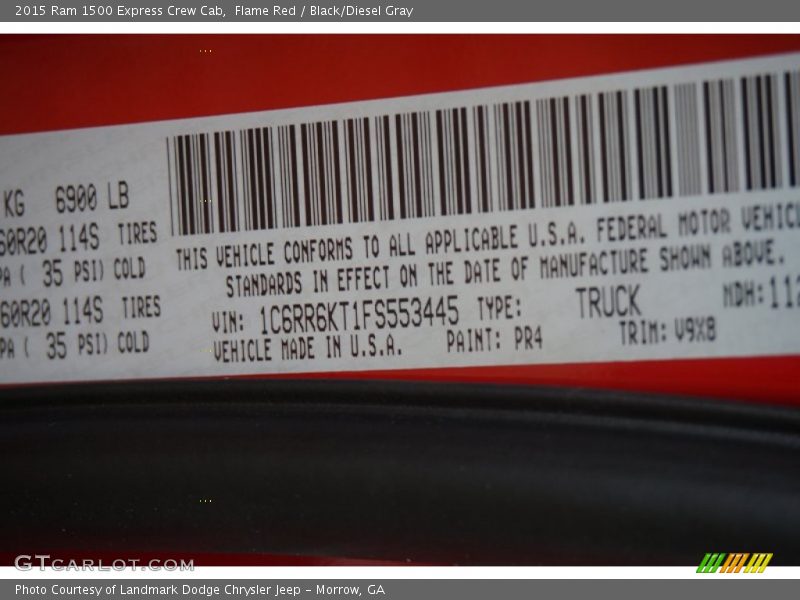 2015 Ram 1500 Express Crew Cab,  Flame Red / Black/Diesel Gray
KG 6900 LB
60R20 114S TIRES
PA ( 35 PSI) COLD
60R20 114S TIRES
PA ( 35 PSI) COLD
THIS VEHICLE CONFORMS TO ALL APPLICABLE U.S.A. FEDERAL MOTOR VEHICL
STANDARDS IN EFFECT ON THE DATE OF MANUFACTURE SHOWN ABOVE.
VIN: 1C6RR6KT1FS553445 TYPE: TRUCK MDH: 112
VEHICLE MADE IN U.S.A. PAINT: PR4 TRIM: V9X8
GTCARLOT.COM
Photo Courtesy of Landmark Dodge Chrysler Jeep – Morrow, GA